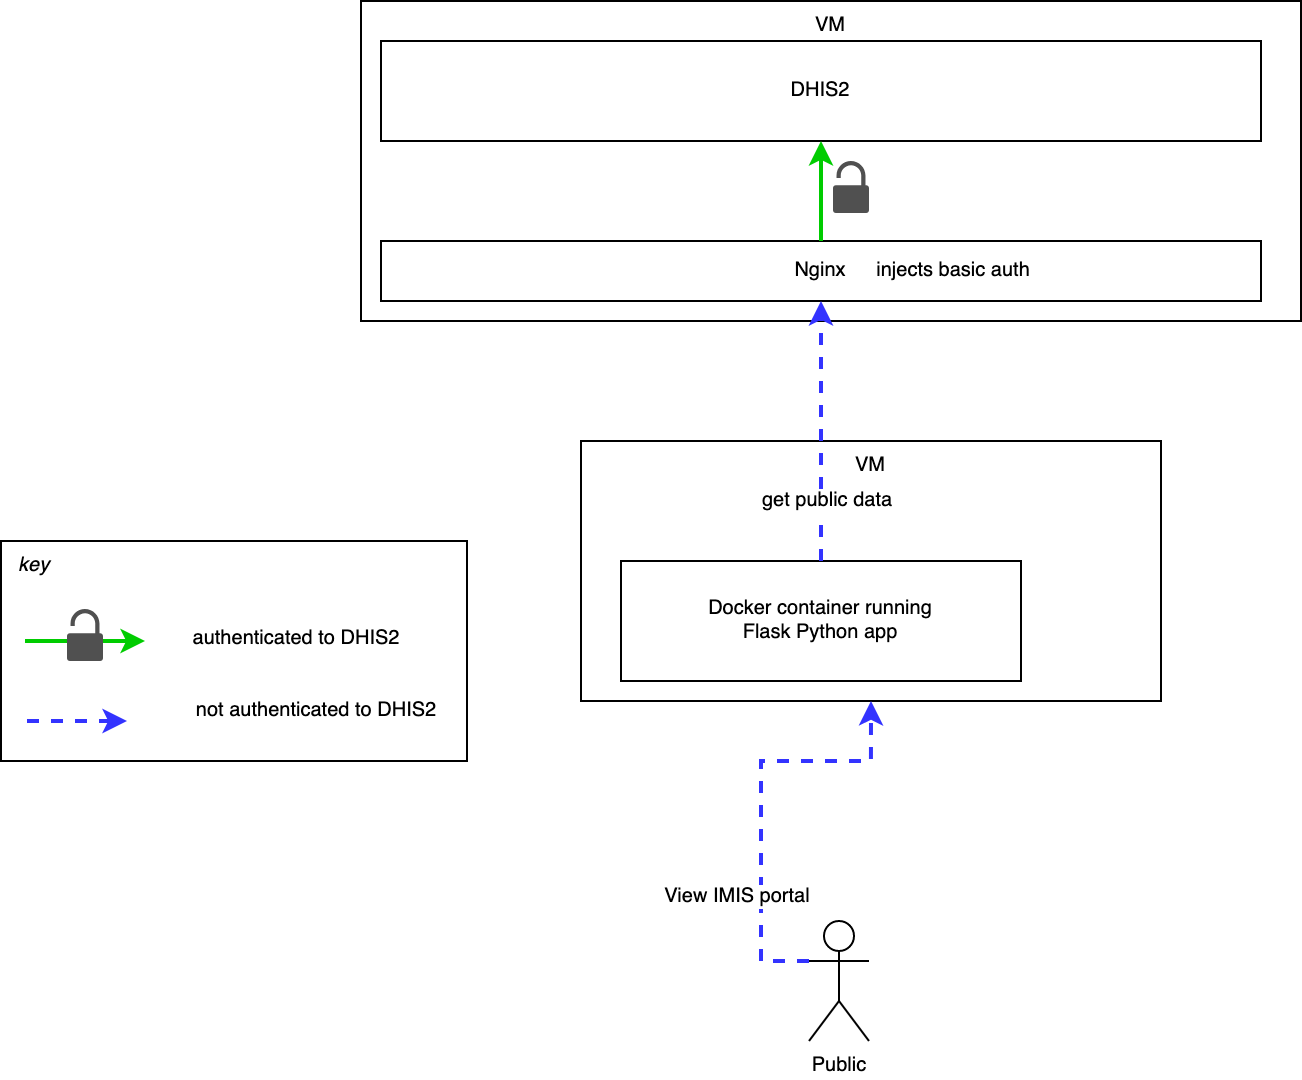 VM
DHIS2
Nginx
injects basic auth
VM
get public data
Docker container running
Flask Python app
key
authenticated to DHIS2
not authenticated to DHIS2
View IMIS portal
Public